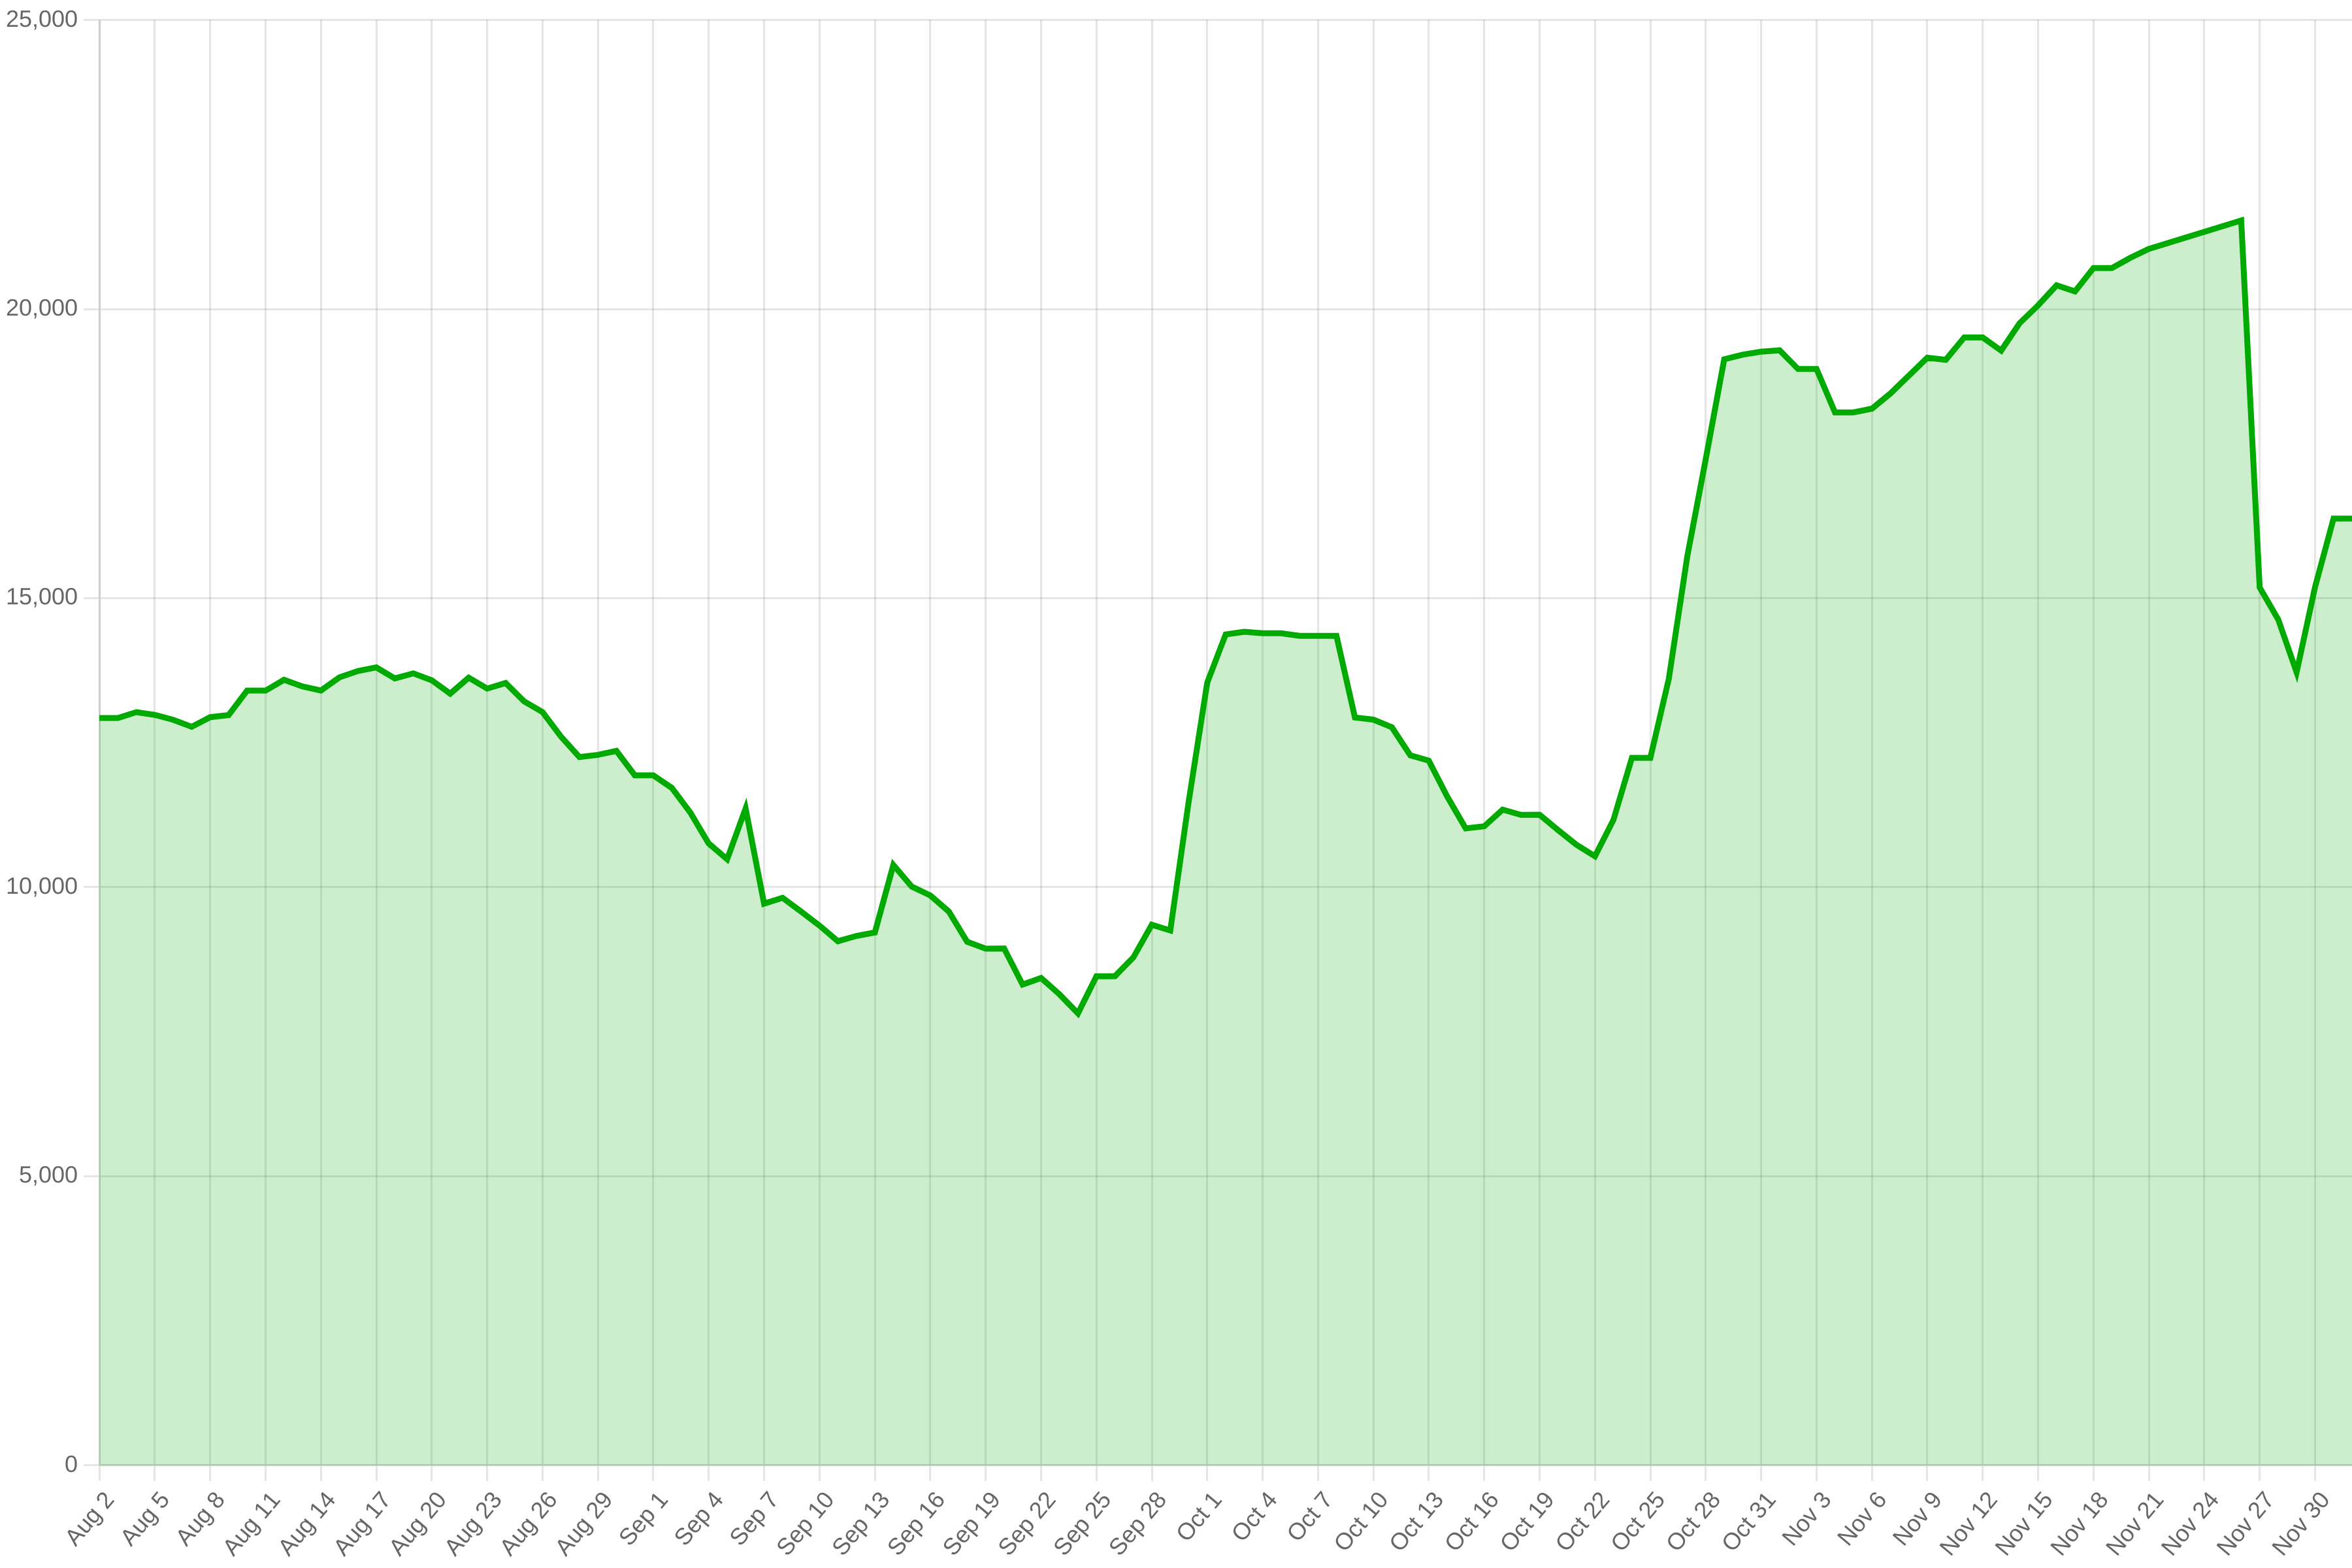 25,000
20,000
15,000
10,000
5,000
0
Aug 2
Aug 5
Aug 8
Aug 11
Aug 14
Aug 17
Aug 20
Aug 23
Aug 26
Aug 29
Sep 1
Sep 4
Sep 7
Sep 10
Sep 13
Sep 16
Sep 19
Sep 22
Sep 25
Sep 28
Oct 1
Oct 4
Oct 7
Oct 10
Oct 13
Oct 16
Oct 19
Oct 22
Oct 25
Oct 28
Oct 31
Nov 3
Nov 6
Nov 9
Nov 12
Nov 15
Nov 18
Nov 21
Nov 24
Nov 27
Nov 30